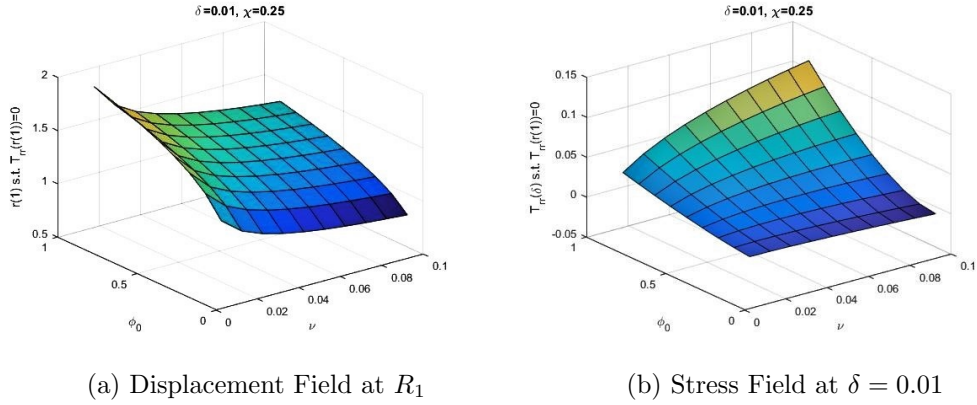 δ=0.01, χ=0.25
r(1) s.t. T_rr(r(1))=0
2
1.5
1
0.5
1
0.5
0
ϕ_0
0
0.02
0.04
0.06
0.08
0.1
ν
(a) Displacement Field at R_1
δ=0.01, χ=0.25
T_rr(δ) s.t. T_rr(r(1))=0
0.15
0.1
0.05
0
-0.05
1
0.5
0
ϕ_0
0
0.02
0.04
0.06
0.08
0.1
ν
(b) Stress Field at δ = 0.01